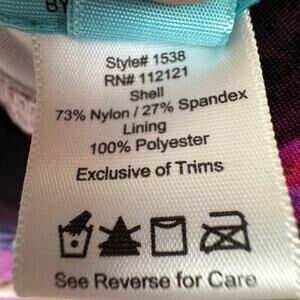 BY
Style# 1538
RN# 112121
Shell
73% Nylon / 27% Spandex
Lining
100% Polyester
Exclusive of Trims
See Reverse for Care